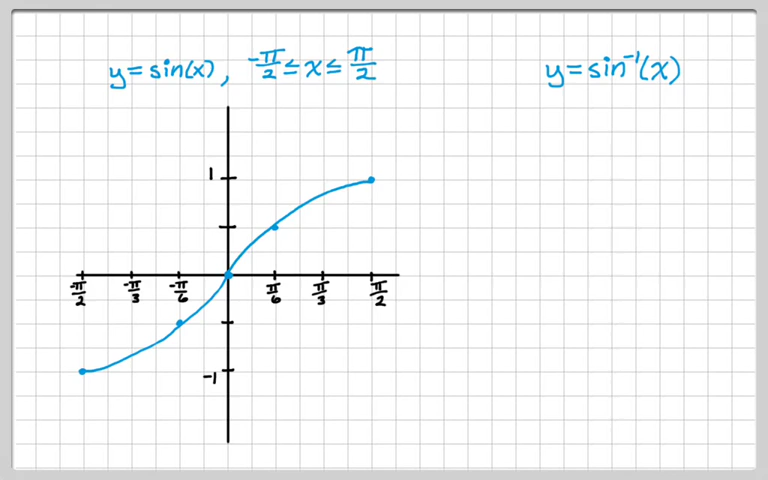 y = sin(x), -π/2 ≤ x ≤ π/2
y = sin⁻¹(x)
1
-π/2 -π/3 -π/6 π/6 π/3 π/2
-1